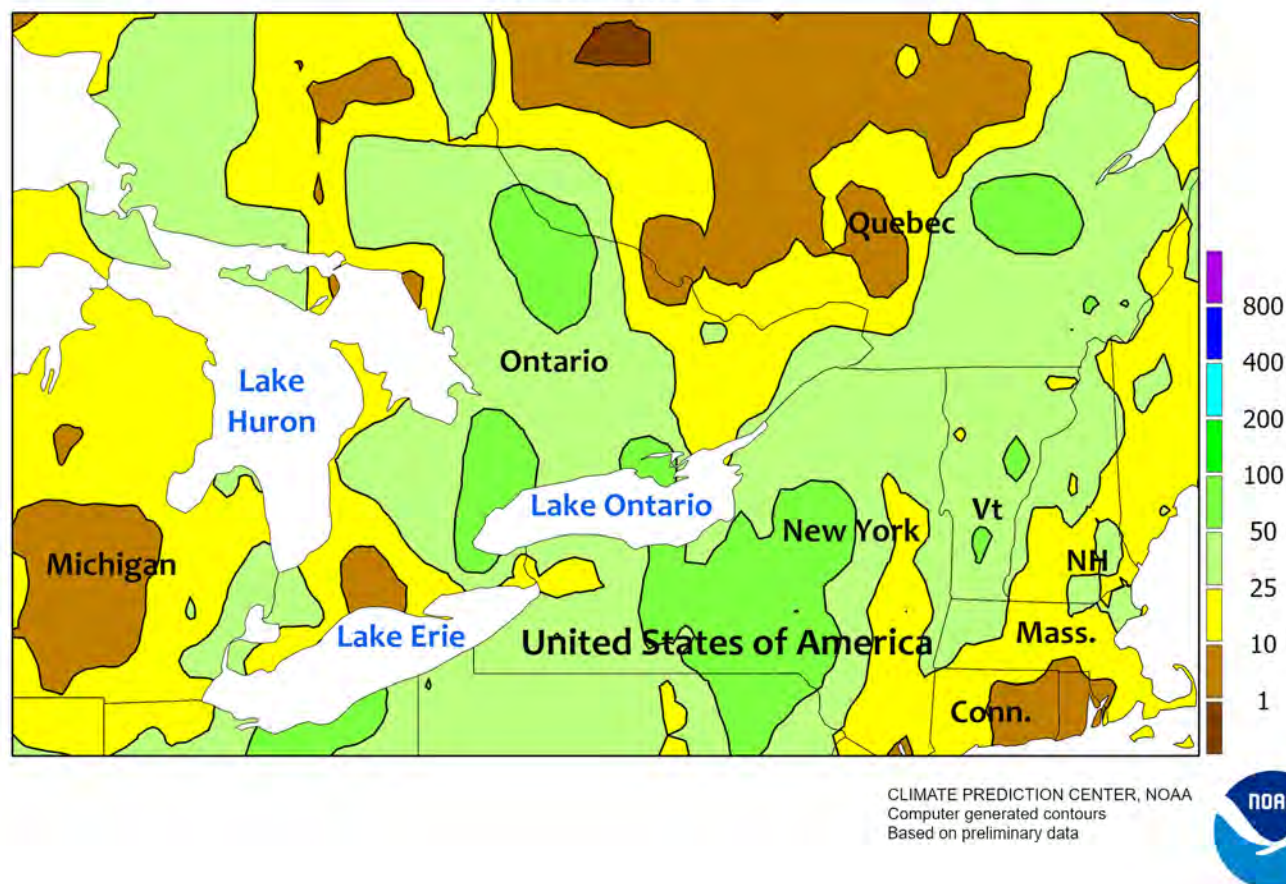 Quebec
Ontario
Lake
Huron
Lake Ontario
New York
Vt
NH
Michigan
Lake Erie
United States of America
Mass.
Conn.
800
400
200
100
50
25
10
1
CLIMATE PREDICTION CENTER, NOAA
Computer generated contours
Based on preliminary data